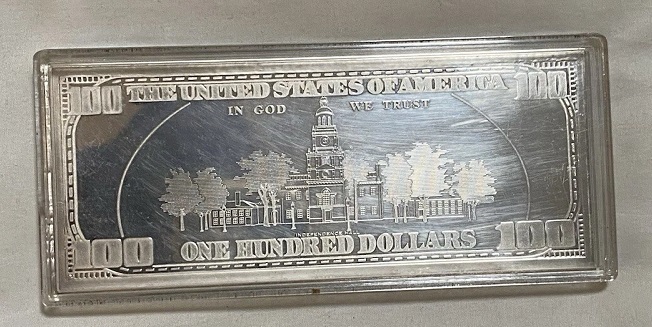 100 THE UNITED STATES OF AMERICA 100
IN GOD WE TRUST
INDEPENDENCE HALL
100 ONE HUNDRED DOLLARS 100